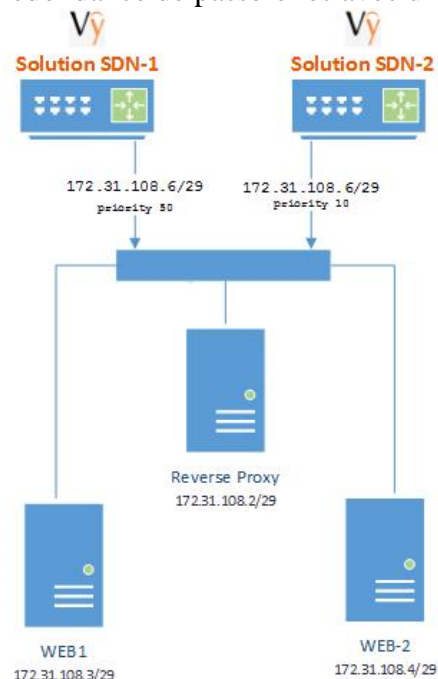 Vŷ Vŷ
Solution SDN-1 Solution SDN-2
172.31.108.6/29 172.31.108.6/29
priority 50 priority 10
Reverse Proxy
172.31.108.2/29
WEB1 WEB-2
172.31.108.3/29 172.31.108.4/29